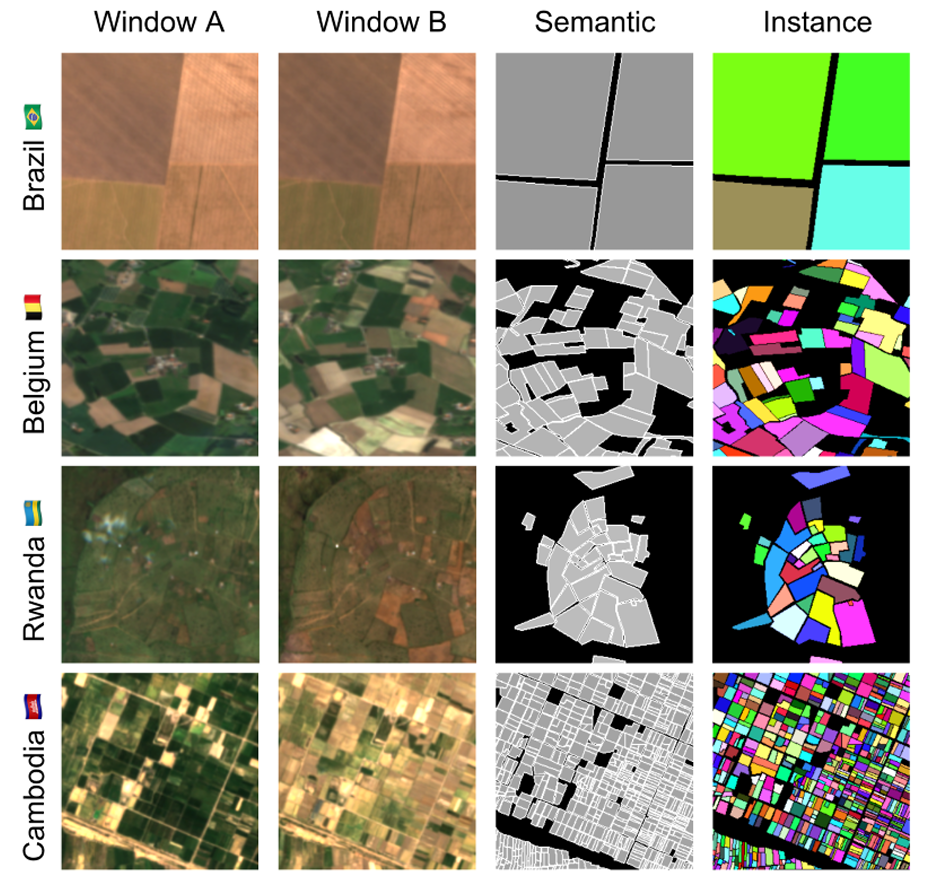 Window A Window B Semantic Instance
Brazil 🇧🇷
Belgium 🇧🇪
Rwanda 🇷🇼
Cambodia 🇰🇭